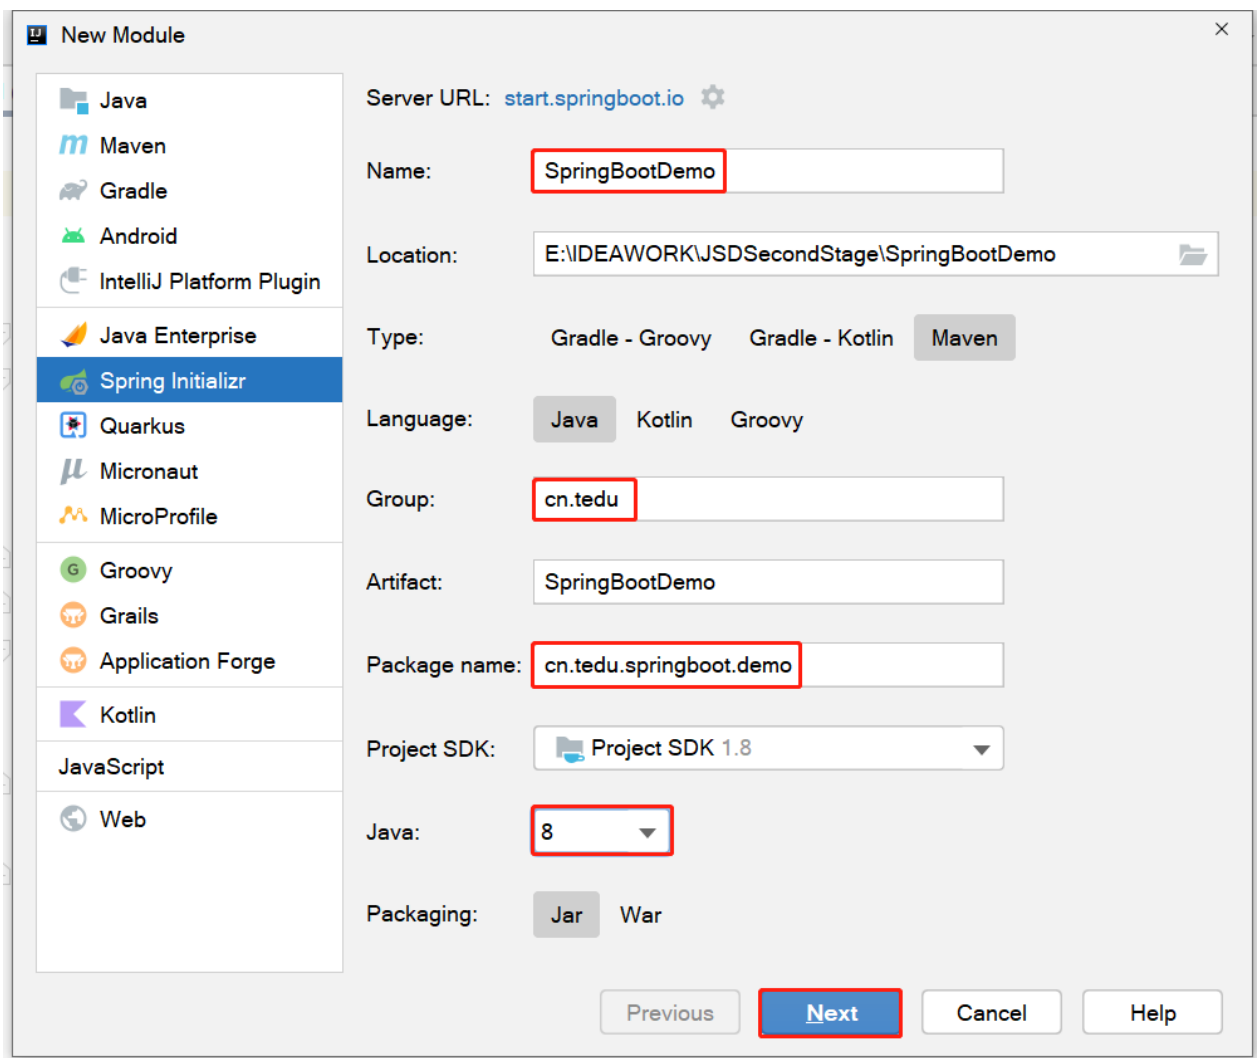 New Module
Java
Maven
Gradle
Android
IntelliJ Platform Plugin
Java Enterprise
Spring Initializr
Quarkus
Micronaut
MicroProfile
Groovy
Grails
Application Forge
Kotlin
JavaScript
Web
Server URL: start.springboot.io
Name: SpringBootDemo
Location: E:\IDEAWORK\JSDSecondStage\SpringBootDemo
Type: Gradle - Groovy Gradle - Kotlin Maven
Language: Java Kotlin Groovy
Group: cn.tedu
Artifact: SpringBootDemo
Package name: cn.tedu.springboot.demo
Project SDK: Project SDK 1.8
Java: 8
Packaging: Jar War
Previous Next Cancel Help